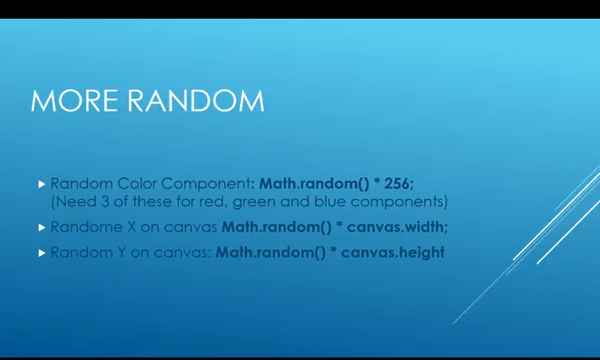 MORE RANDOM
Random Color Component: Math.random() * 256;
(Need 3 of these for red, green and blue components)
Randome X on canvas Math.random() * canvas.width;
Random Y on canvas: Math.random() * canvas.height